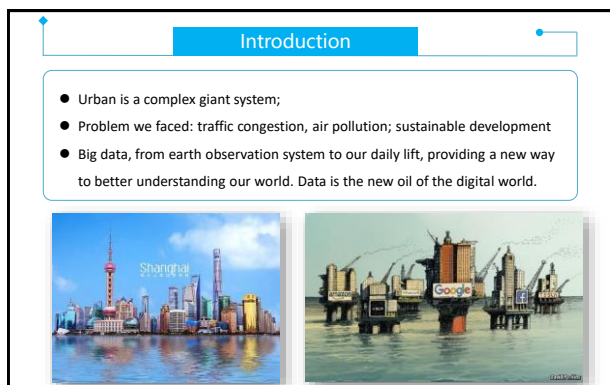 Introduction
● Urban is a complex giant system;
● Problem we faced: traffic congestion, air pollution; sustainable development
● Big data, from earth observation system to our daily lift, providing a new way
to better understanding our world. Data is the new oil of the digital world.
Shanghai
amazon
Google